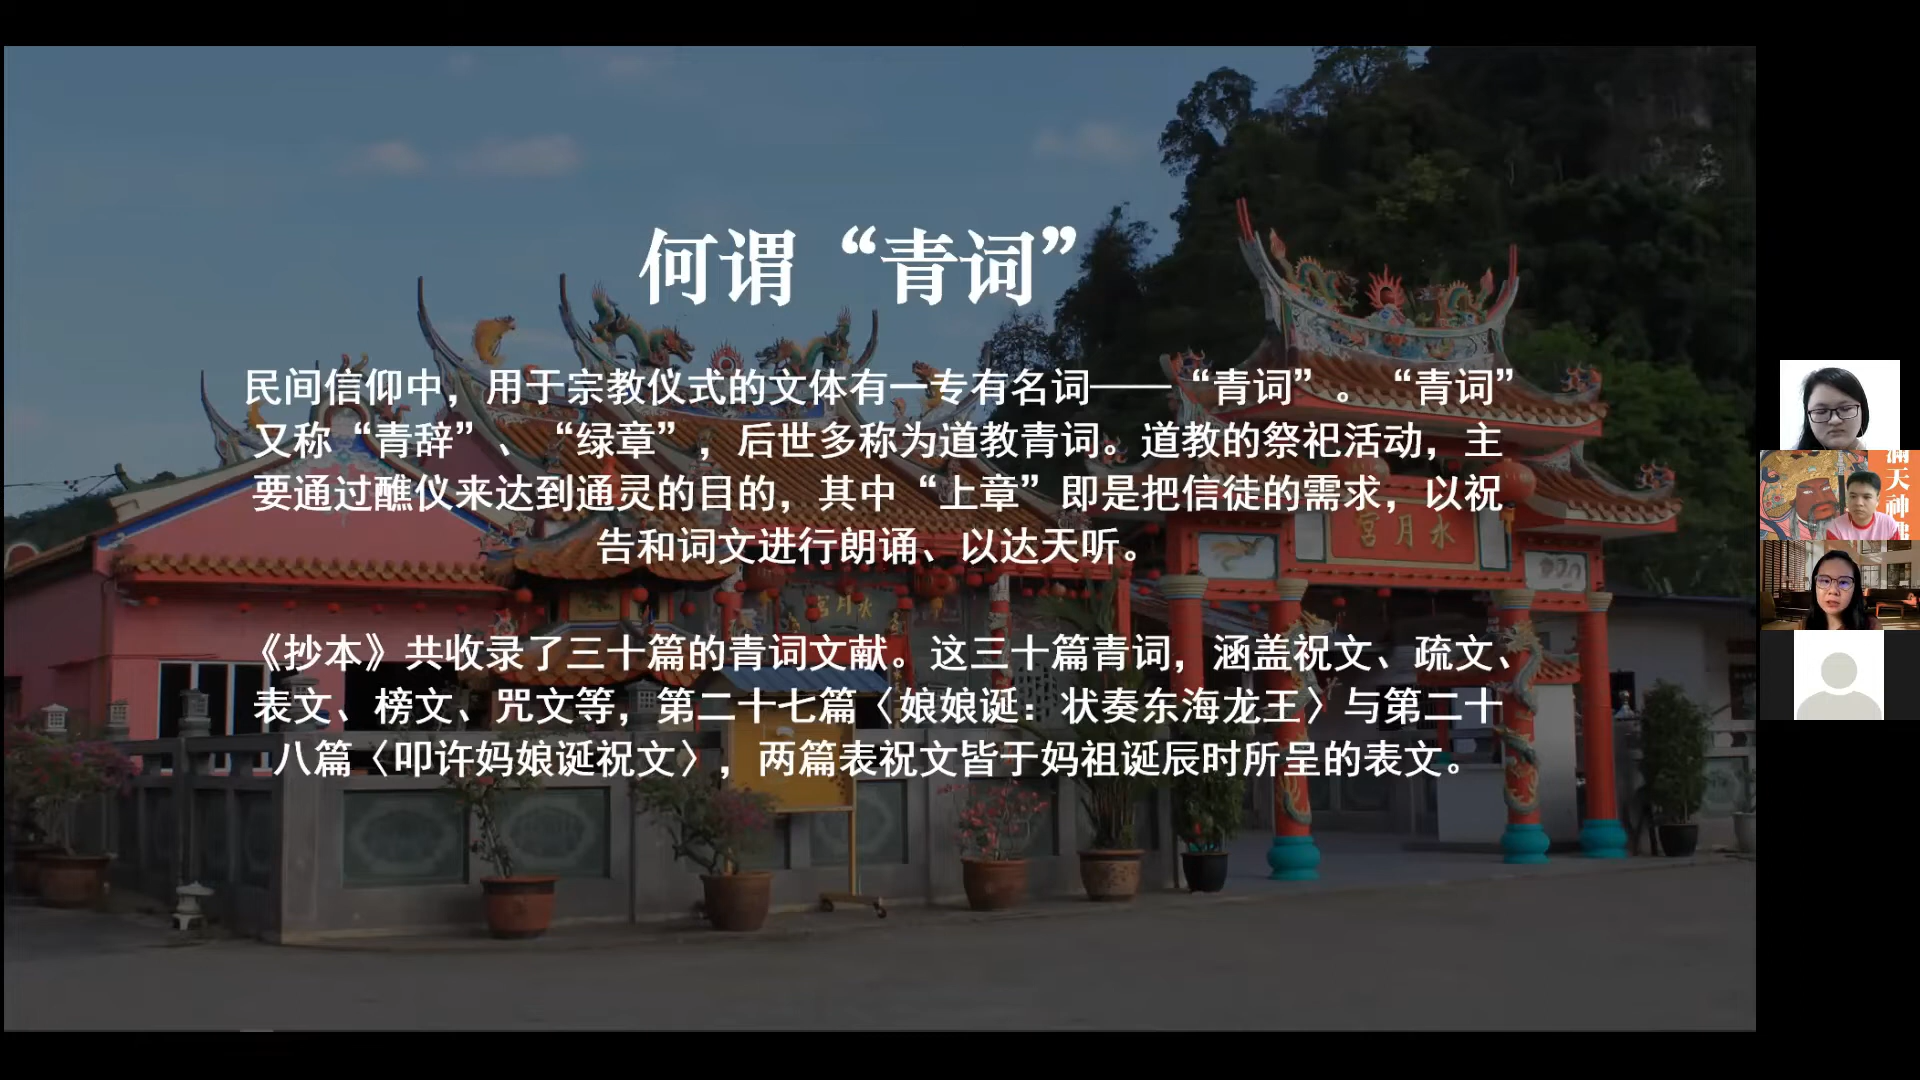 何谓“青词”
民间信仰中，用于宗教仪式的文体有一专有名词——“青词”。“青词”
又称“青辞”、“绿章”，后世多称为道教青词。道教的祭祀活动，主
要通过醮仪来达到通灵的目的，其中“上章”即是把信徒的需求，以祝
告和词文进行朗诵、以达天听。
《抄本》共收录了三十篇的青词文献。这三十篇青词，涵盖祝文、疏文、
表文、榜文、咒文等，第二十七篇〈娘娘诞：状奏东海龙王〉与第二十
八篇〈叩许妈娘诞祝文〉，两篇表祝文皆于妈祖诞辰时所呈的表文。
宮月水
宮月水
天神